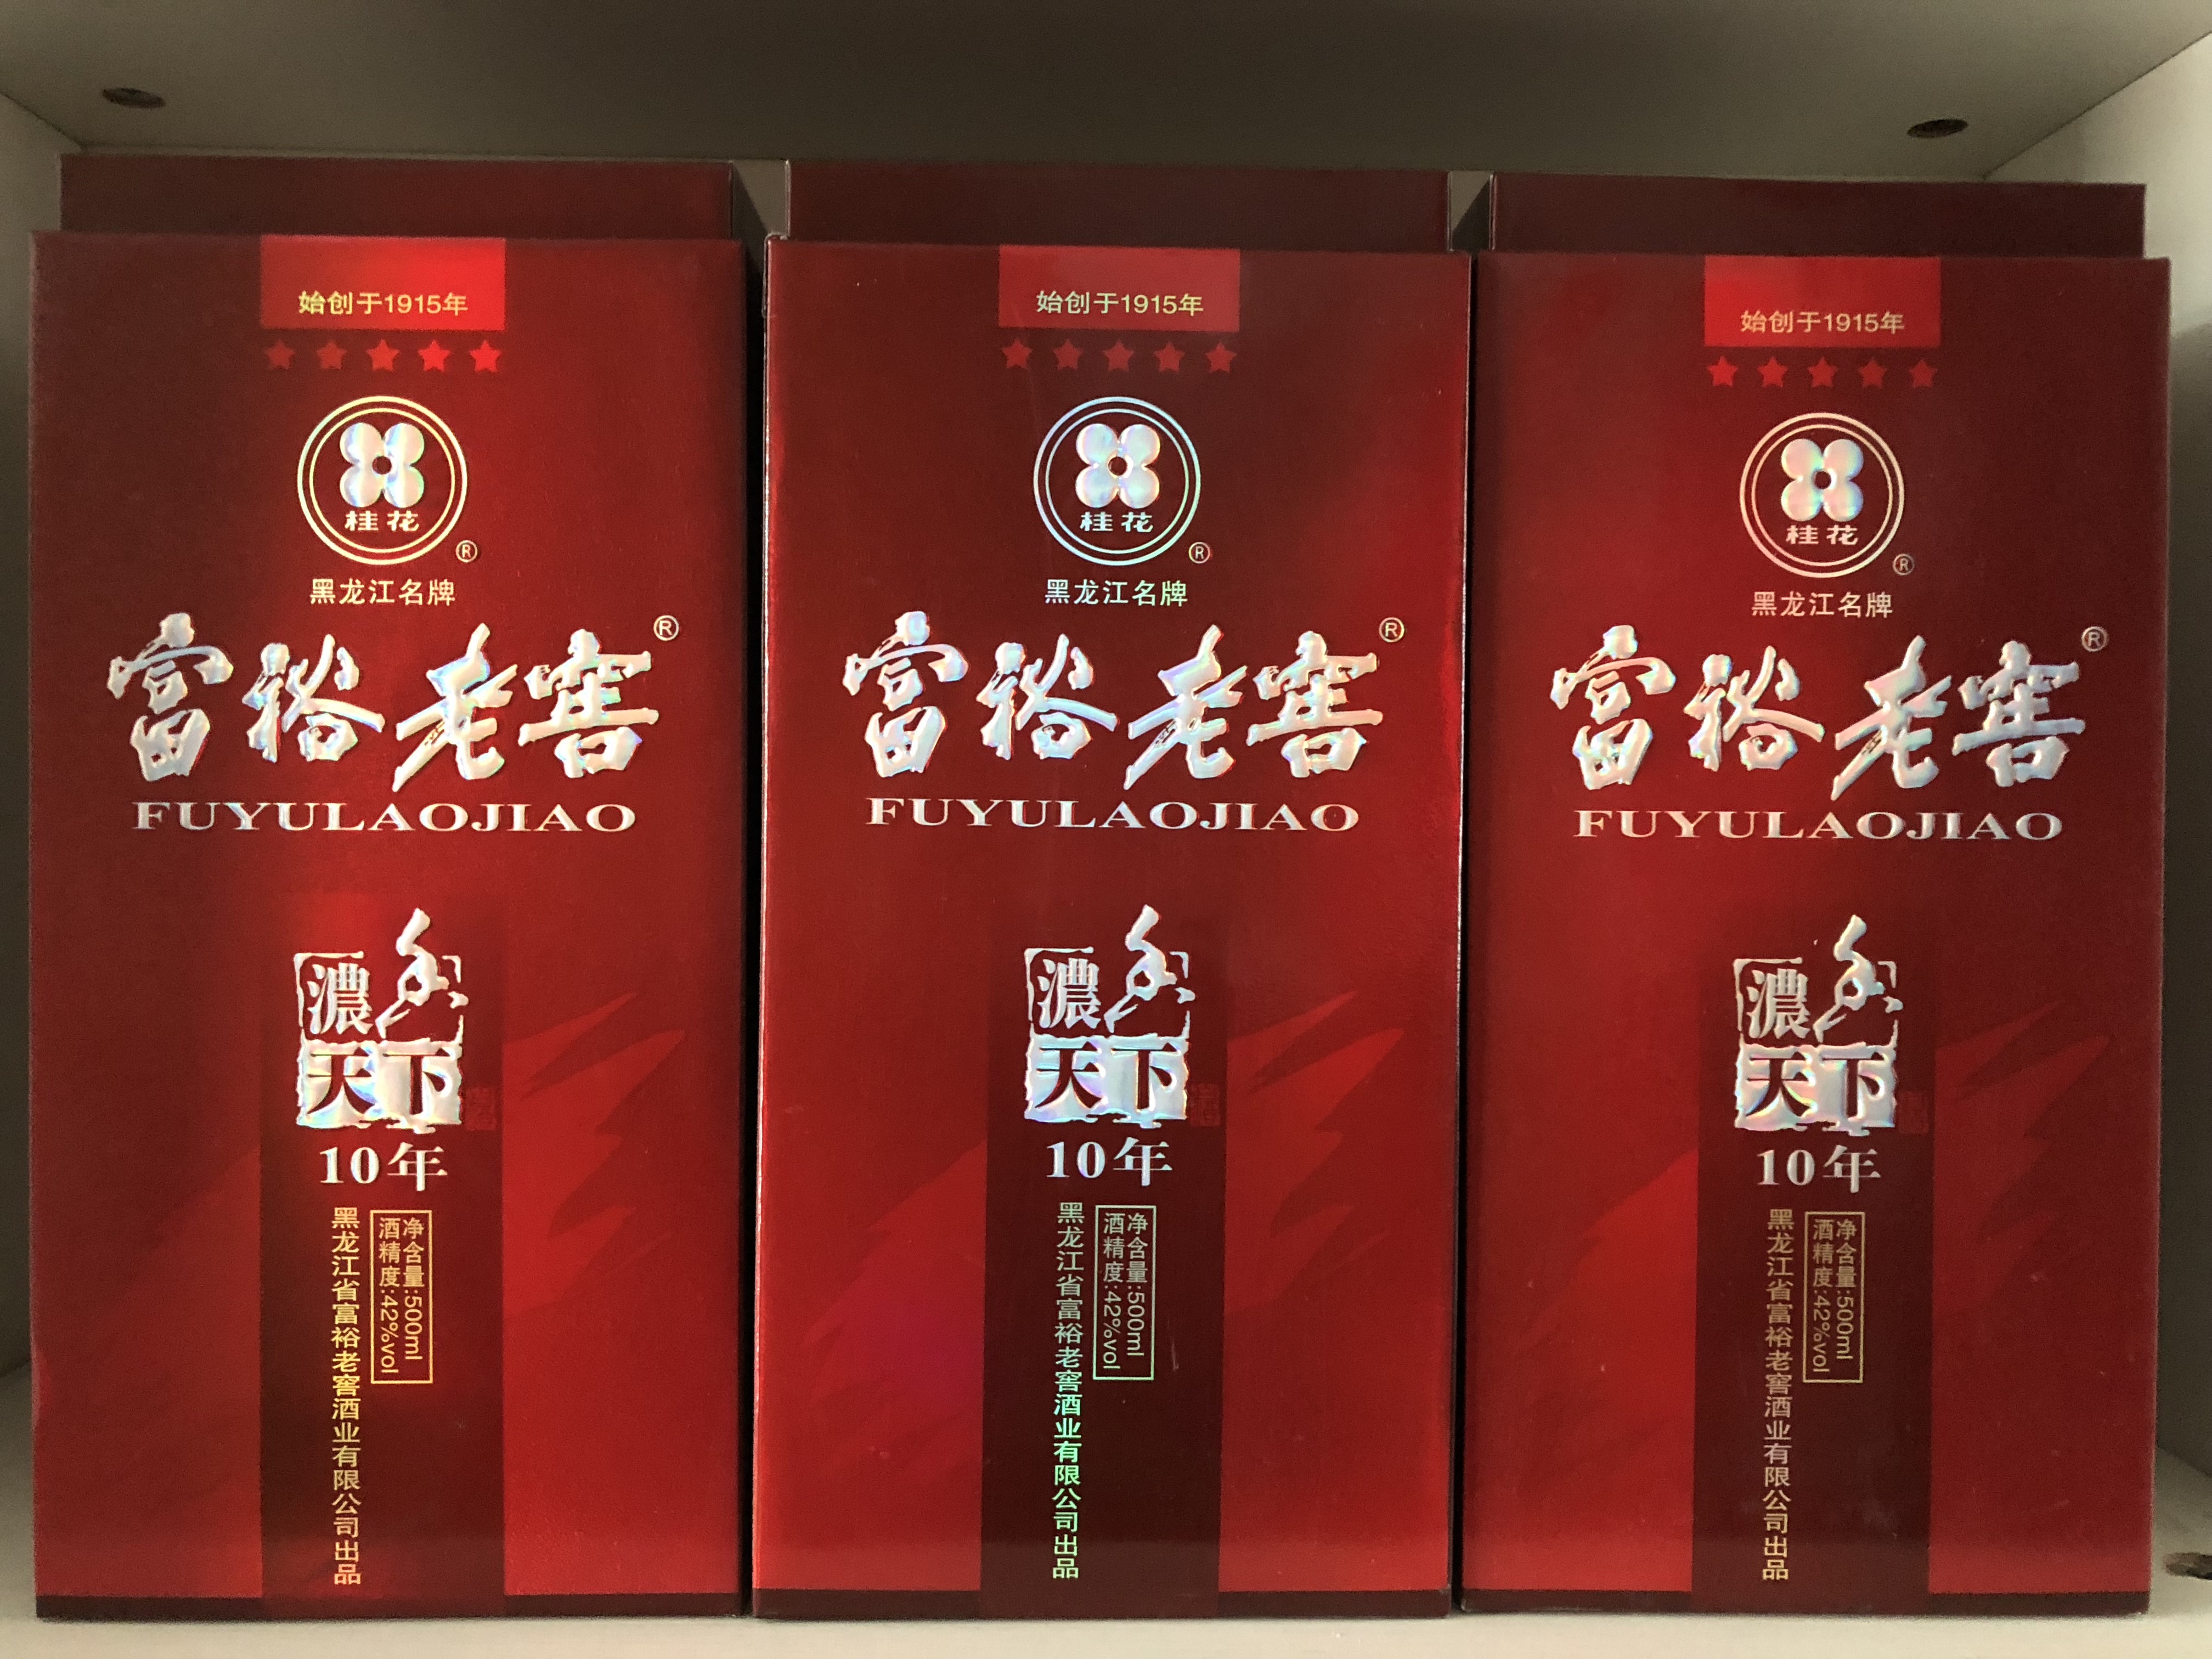 始创于1915年
桂花
®
黑龙江名牌
富裕老窖®
FUYULAOJIAO
濃香
天下
10年
净含量:500ml
酒精度:42%vol
黑龙江省富裕老窖酒业有限公司出品
始创于1915年
桂花
®
黑龙江名牌
富裕老窖®
FUYULAOJIAO
濃香
天下
10年
净含量:500ml
酒精度:42%vol
黑龙江省富裕老窖酒业有限公司出品
始创于1915年
桂花
®
黑龙江名牌
富裕老窖®
FUYULAOJIAO
濃香
天下
10年
净含量:500ml
酒精度:42%vol
黑龙江省富裕老窖酒业有限公司出品